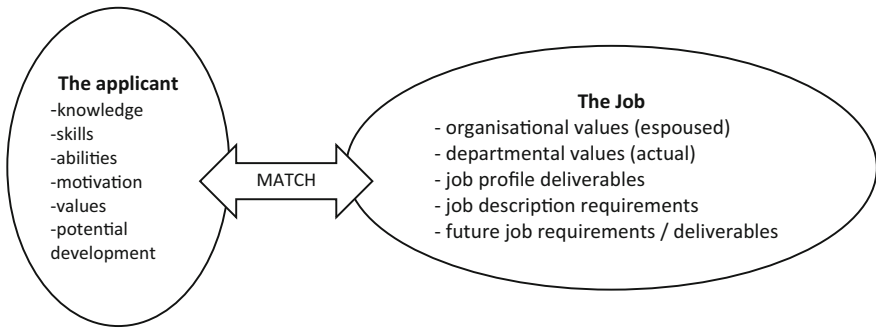 The applicant
-knowledge
-skills
-abilities
-motivation
-values
-potential
development
MATCH
The Job
- organisational values (espoused)
- departmental values (actual)
- job profile deliverables
- job description requirements
- future job requirements / deliverables